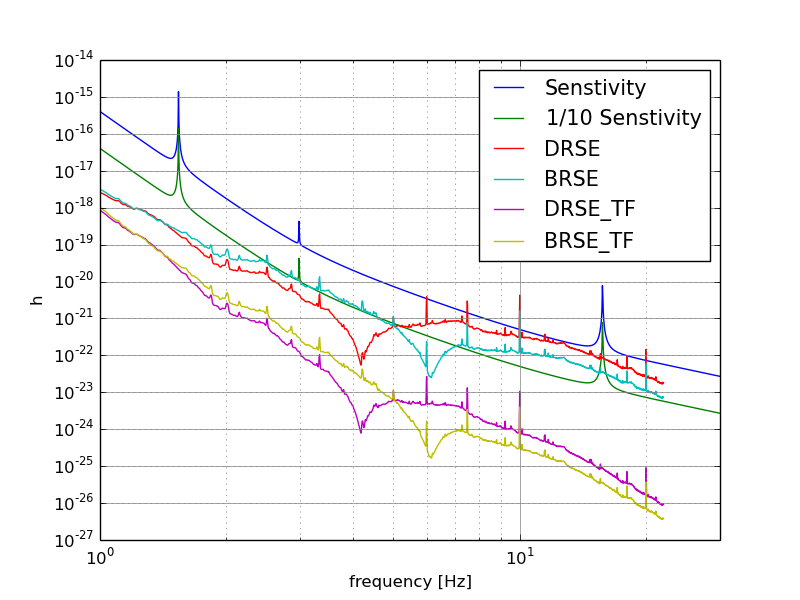 10^-14
10^-15
10^-16
10^-17
10^-18
10^-19
10^-20
10^-21
10^-22
10^-23
10^-24
10^-25
10^-26
10^-27
h
Senstivity
1/10 Senstivity
DRSE
BRSE
DRSE_TF
BRSE_TF
10^0
10^1
frequency [Hz]